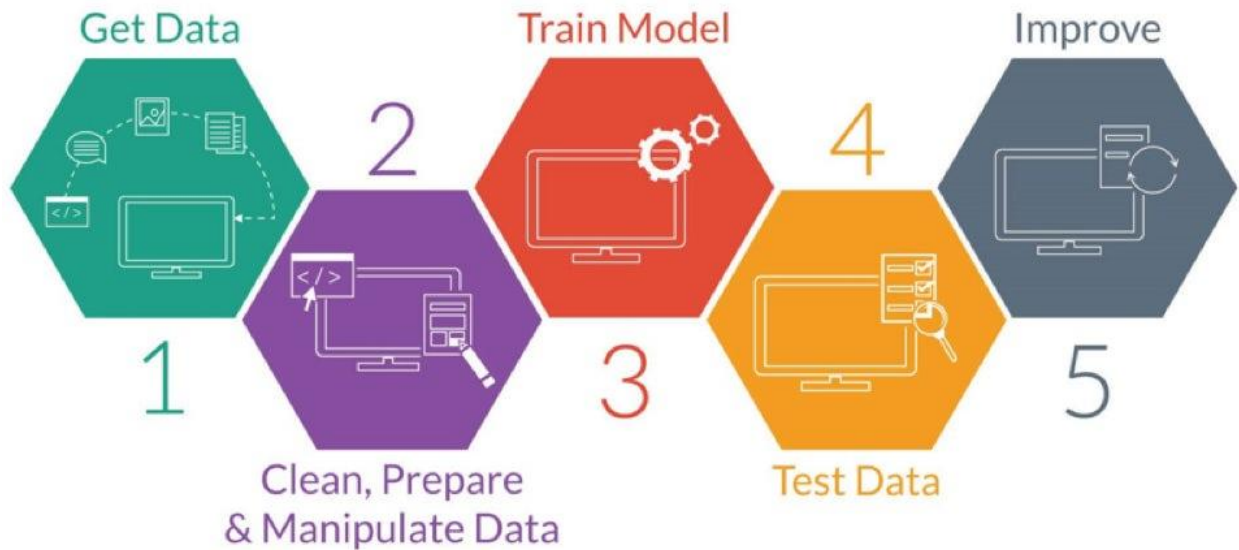 Get Data
1
2
Clean, Prepare
& Manipulate Data
Train Model
3
4
Test Data
Improve
5
</>
</>